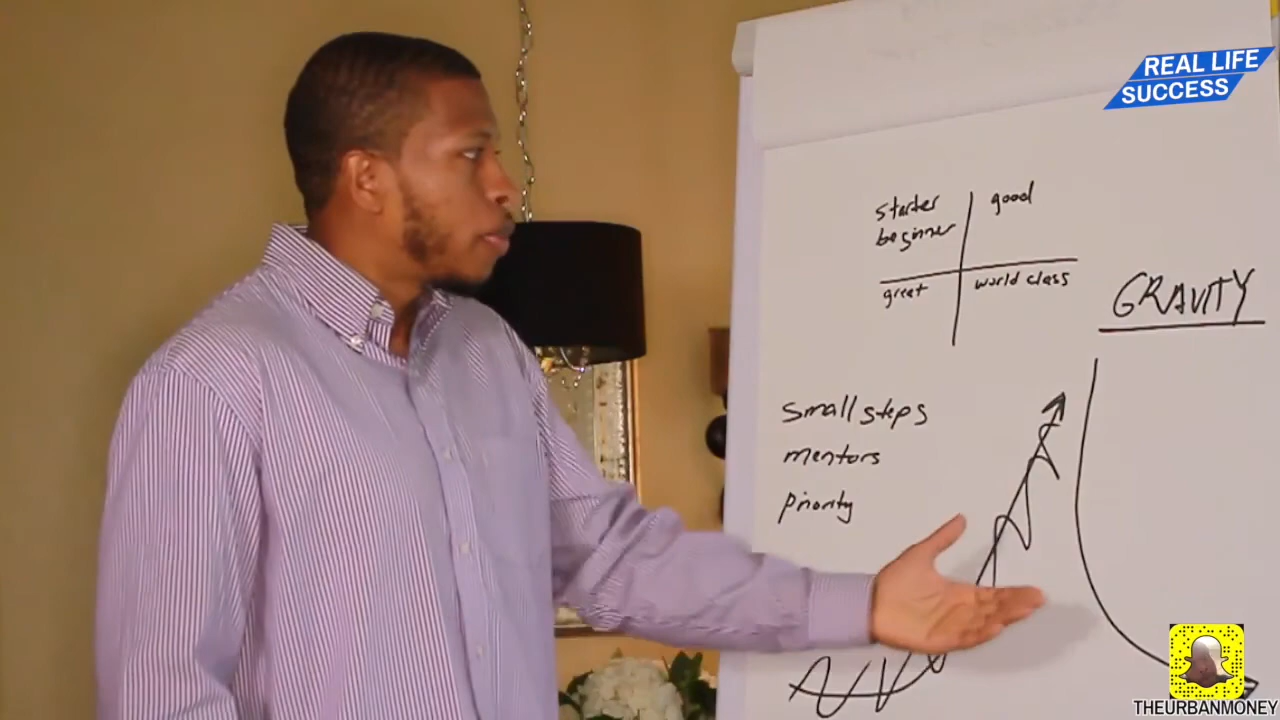 REAL LIFE
SUCCESS
starter
beginner
good
great
world class
GRAVITY
small steps
mentors
priority
THEURBANMONEY